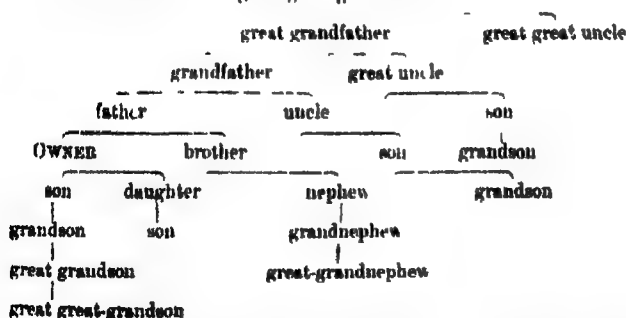 great grandfather great great uncle
grandfather great uncle
father uncle son
OWNER brother son grandson
son daughter nephew grandson
grandson son grandnephew
great grandson great-grandnephew
great great-grandson